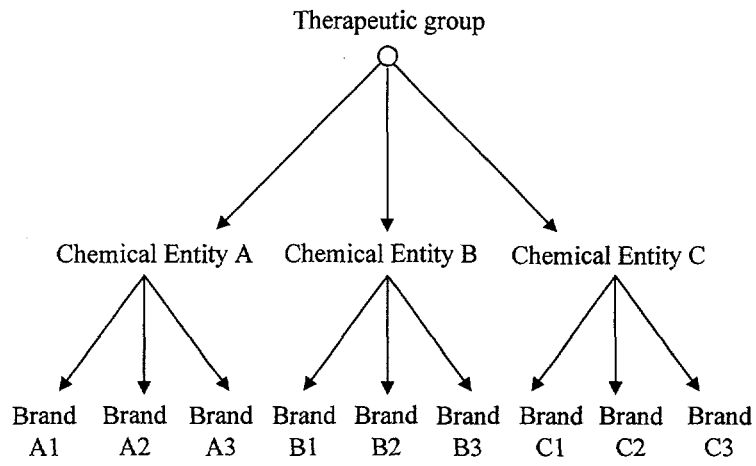 Therapeutic group
Chemical Entity A Chemical Entity B Chemical Entity C
Brand Brand Brand Brand Brand Brand Brand Brand Brand
A1 A2 A3 B1 B2 B3 C1 C2 C3